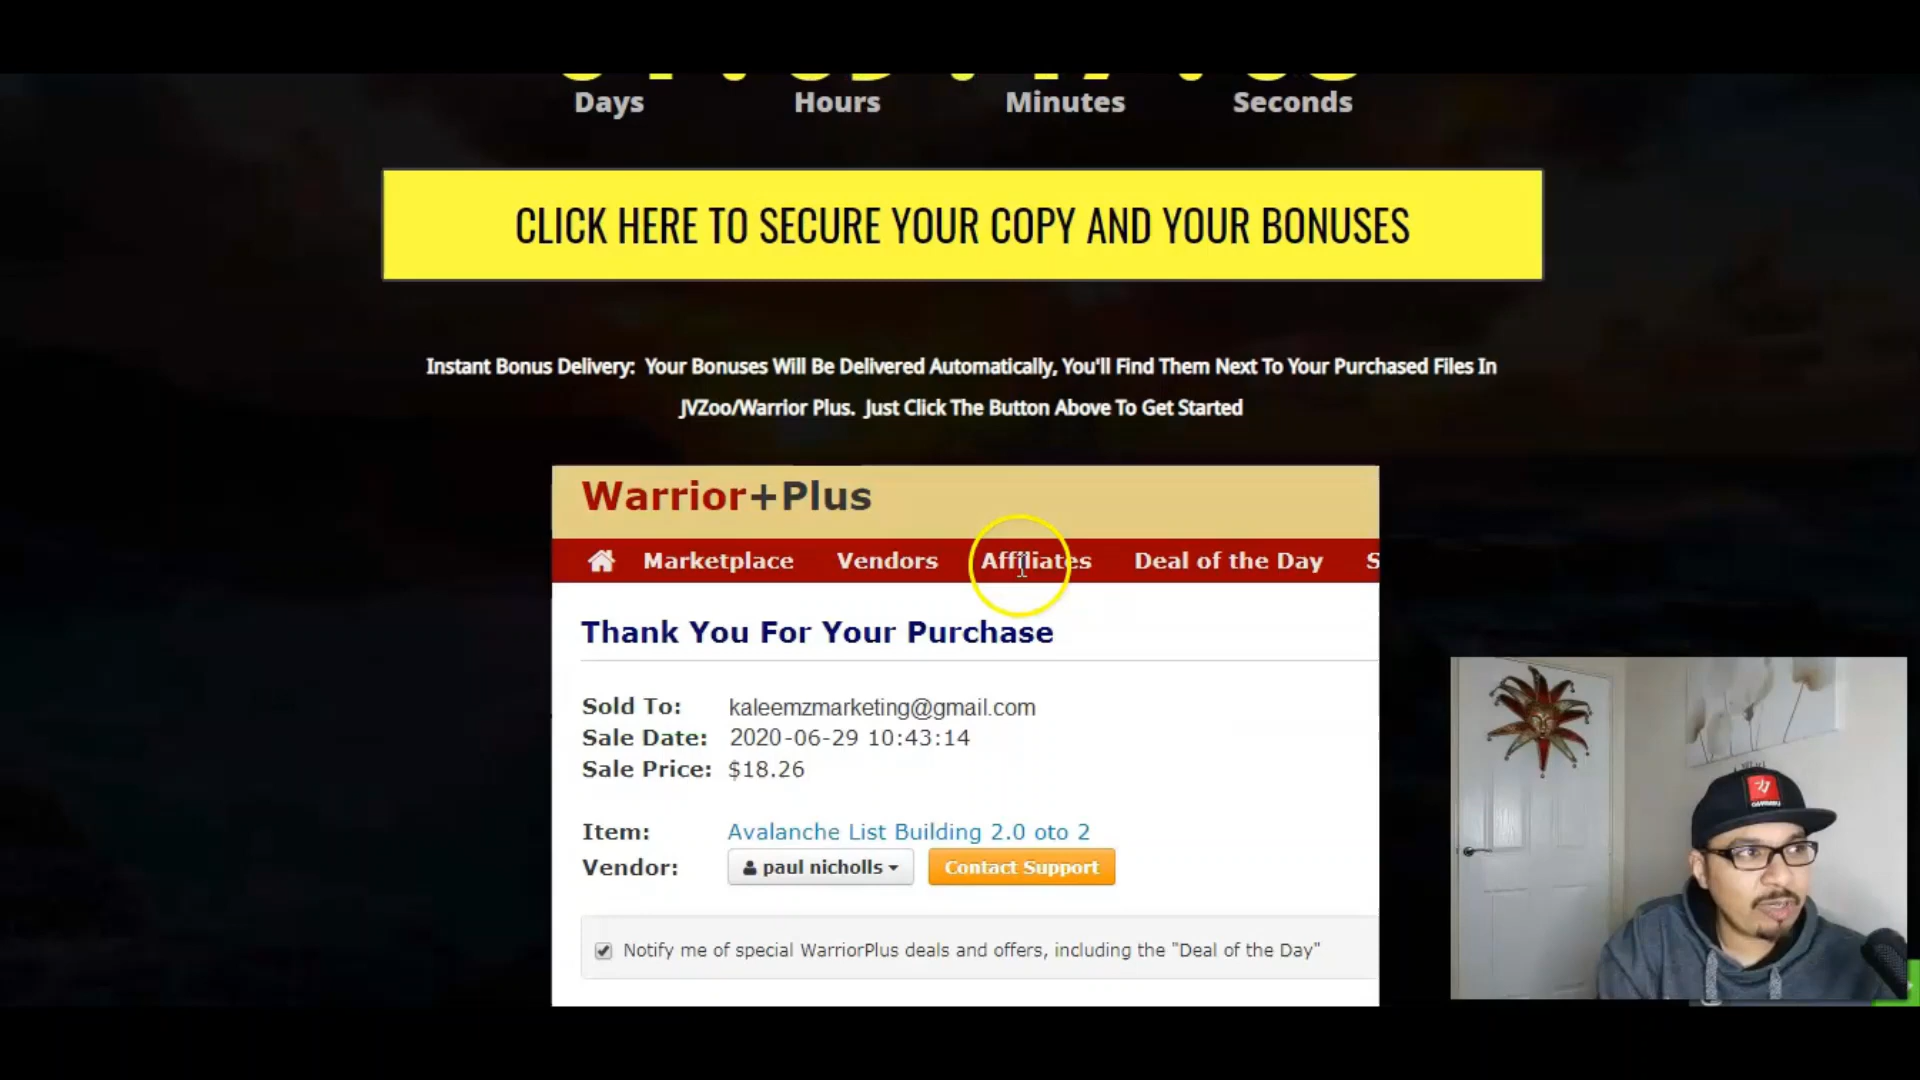 Days Hours Minutes Seconds
CLICK HERE TO SECURE YOUR COPY AND YOUR BONUSES
Instant Bonus Delivery: Your Bonuses Will Be Delivered Automatically, You'll Find Them Next To Your Purchased Files In
JVZoo/Warrior Plus. Just Click The Button Above To Get Started
Warrior+Plus
Marketplace Vendors Affiliates Deal of the Day S
Thank You For Your Purchase
Sold To: kaleemzmarketing@gmail.com
Sale Date: 2020-06-29 10:43:14
Sale Price: $18.26
Item: Avalanche List Building 2.0 oto 2
Vendor: paul nicholls Contact Support
Notify me of special WarriorPlus deals and offers, including the "Deal of the Day"